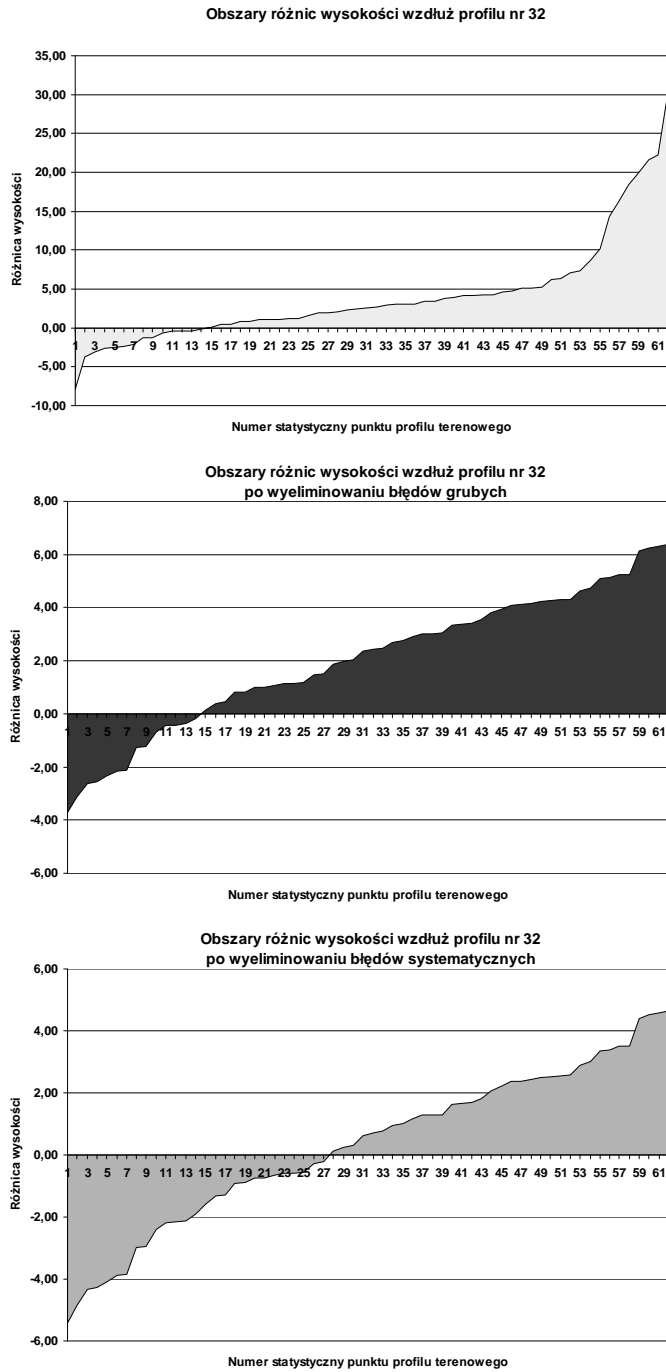 Obszary różnic wysokości wzdłuż profilu nr 32
35,00
30,00
25,00
20,00
15,00
10,00
5,00
0,00
-5,00
-10,00
Różnica wysokości
1 3 5 7 9 11 13 15 17 19 21 23 25 27 29 31 33 35 37 39 41 43 45 47 49 51 53 55 57 59 61
Numer statystyczny punktu profilu terenowego
Obszary różnic wysokości wzdłuż profilu nr 32
po wyeliminowaniu błędów grubych
8,00
6,00
4,00
2,00
0,00
-2,00
-4,00
-6,00
Różnica wysokości
1 3 5 7 9 11 13 15 17 19 21 23 25 27 29 31 33 35 37 39 41 43 45 47 49 51 53 55 57 59 61
Numer statystyczny punktu profilu terenowego
Obszary różnic wysokości wzdłuż profilu nr 32
po wyeliminowaniu błędów systematycznych
6,00
4,00
2,00
0,00
-2,00
-4,00
-6,00
Różnica wysokości
1 3 5 7 9 11 13 15 17 19 21 23 25 27 29 31 33 35 37 39 41 43 45 47 49 51 53 55 57 59 61
Numer statystyczny punktu profilu terenowego